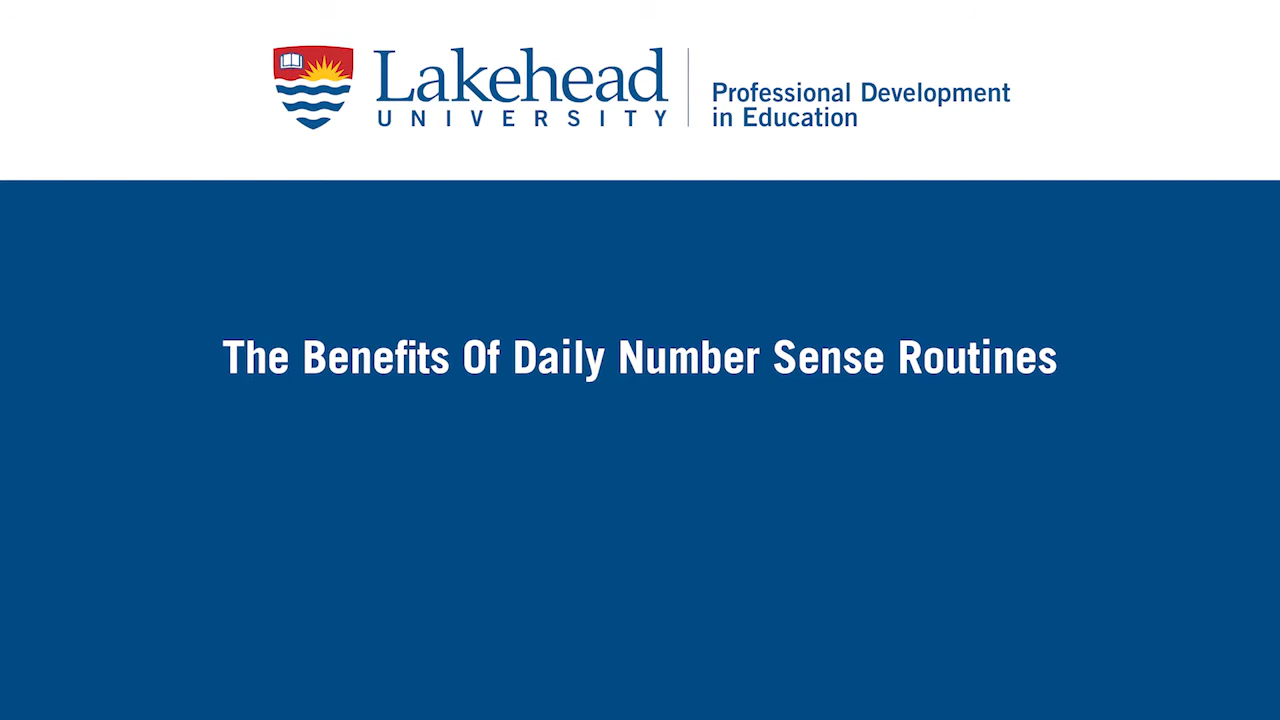 Lakehead
UNIVERSITY
Professional Development
in Education
The Benefits Of Daily Number Sense Routines